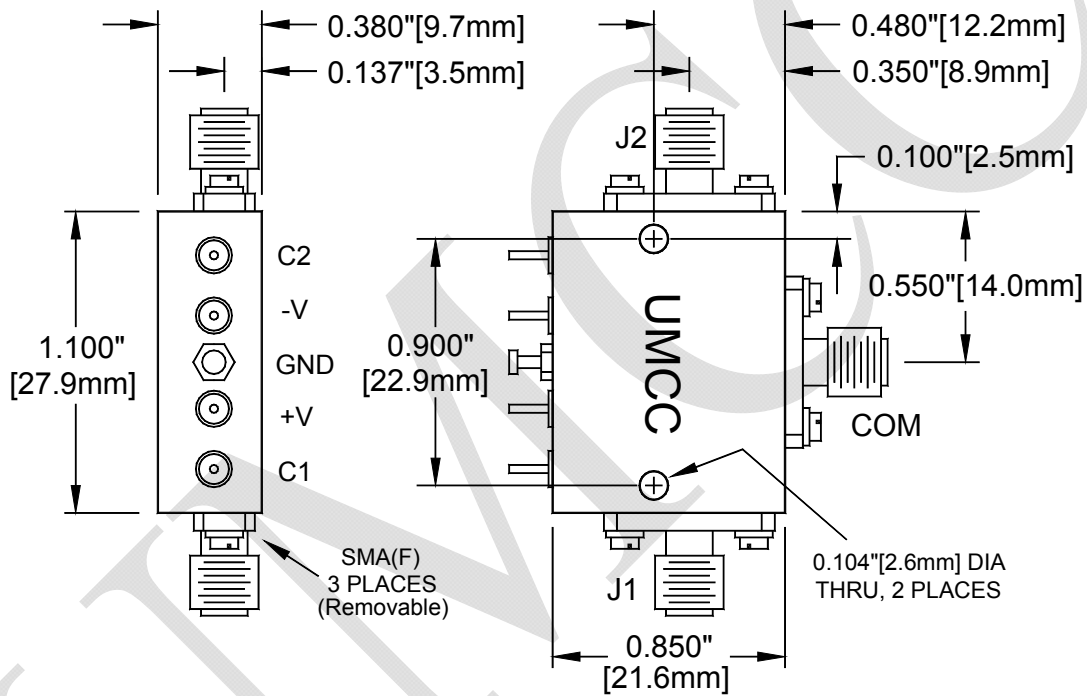 0.380"[9.7mm]
0.137"[3.5mm]
C2
-V
GND
+V
C1
1.100"
[27.9mm]
SMA(F)
3 PLACES
(Removable)
0.480"[12.2mm]
0.350"[8.9mm]
J2
0.100"[2.5mm]
0.550"[14.0mm]
UMCC
0.900"
[22.9mm]
COM
J1
0.104"[2.6mm] DIA
THRU, 2 PLACES
0.850"
[21.6mm]
UMCC